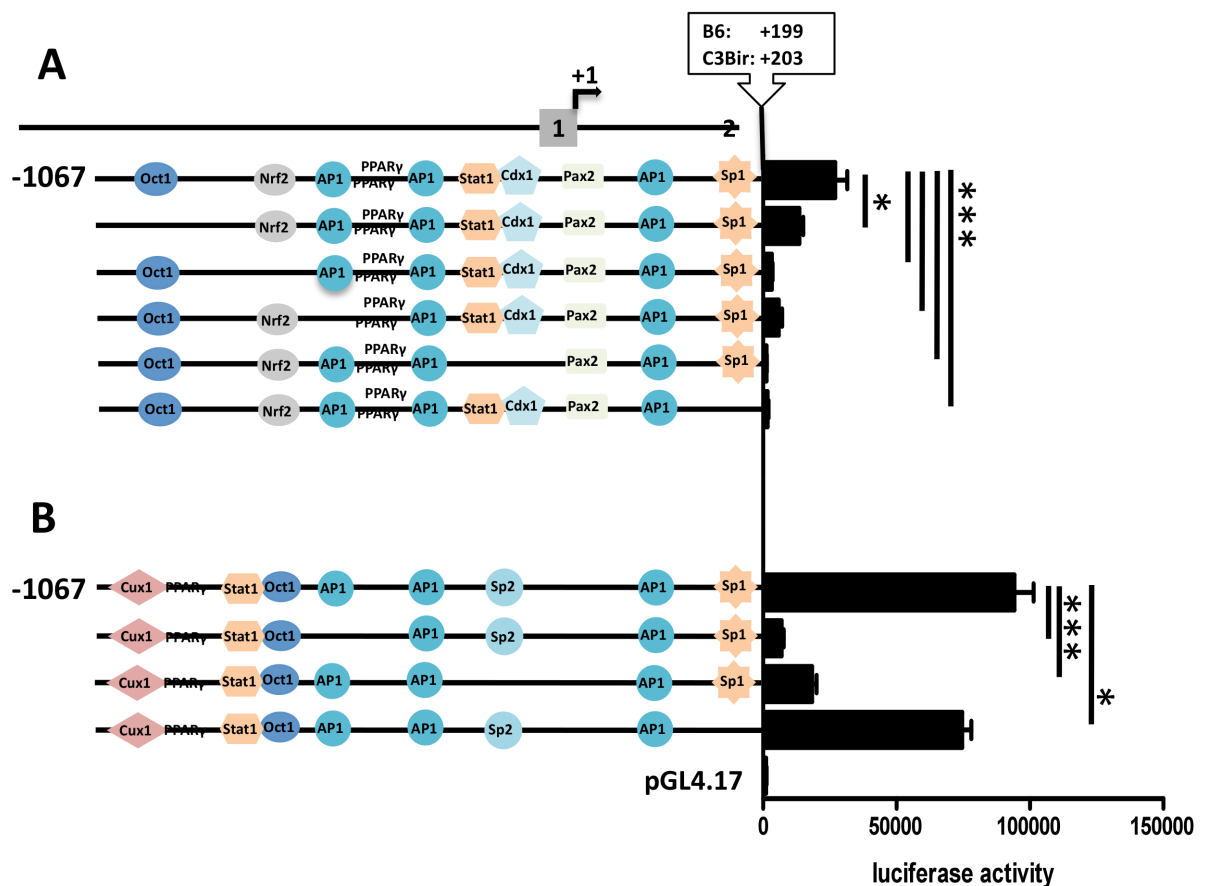 B6: +199
C3Bir: +203
A
+1
1
2
-1067 Oct1 Nrf2 AP1 PPARγ PPARγ AP1 Stat1 Cdx1 Pax2 AP1 Sp1
*
***
Nrf2 AP1 PPARγ PPARγ AP1 Stat1 Cdx1 Pax2 AP1 Sp1
Oct1 AP1 PPARγ PPARγ AP1 Stat1 Cdx1 Pax2 AP1 Sp1
Oct1 Nrf2 PPARγ PPARγ AP1 Stat1 Cdx1 Pax2 AP1 Sp1
Oct1 Nrf2 AP1 PPARγ PPARγ AP1 Pax2 AP1 Sp1
Oct1 Nrf2 AP1 PPARγ PPARγ AP1 Stat1 Cdx1 Pax2 AP1
B
-1067 Cux1 PPARγ Stat1 Oct1 AP1 AP1 Sp2 AP1 Sp1
***
Cux1 PPARγ Stat1 Oct1 AP1 Sp2 AP1 Sp1
Cux1 PPARγ Stat1 Oct1 AP1 AP1 AP1 Sp1
*
Cux1 PPARγ Stat1 Oct1 AP1 AP1 Sp2 AP1
pGL4.17
0 50000 100000 150000
luciferase activity